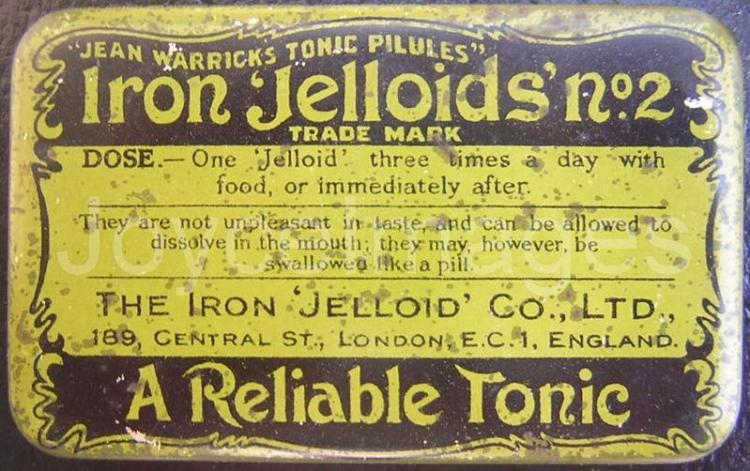 "JEAN WARRICKS TONIC PILULES"
Iron 'Jelloids' no. 2
TRADE MARK
DOSE.— One 'Jelloid' three times a day with
food, or immediately after.
They are not unpleasant in taste, and can be allowed to
dissolve in the mouth; they may, however, be
swallowed like a pill.
THE IRON 'JELLOID' CO., LTD.,
189, CENTRAL ST., LONDON, E.C.1, ENGLAND.
A Reliable Tonic